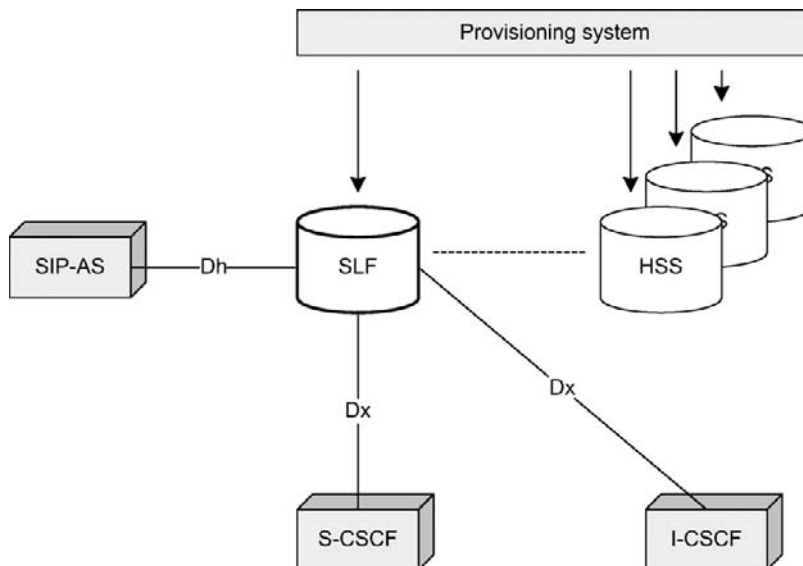 Provisioning system
SIP-AS
Dh
SLF
HSS
S
S
Dx
Dx
S-CSCF
I-CSCF